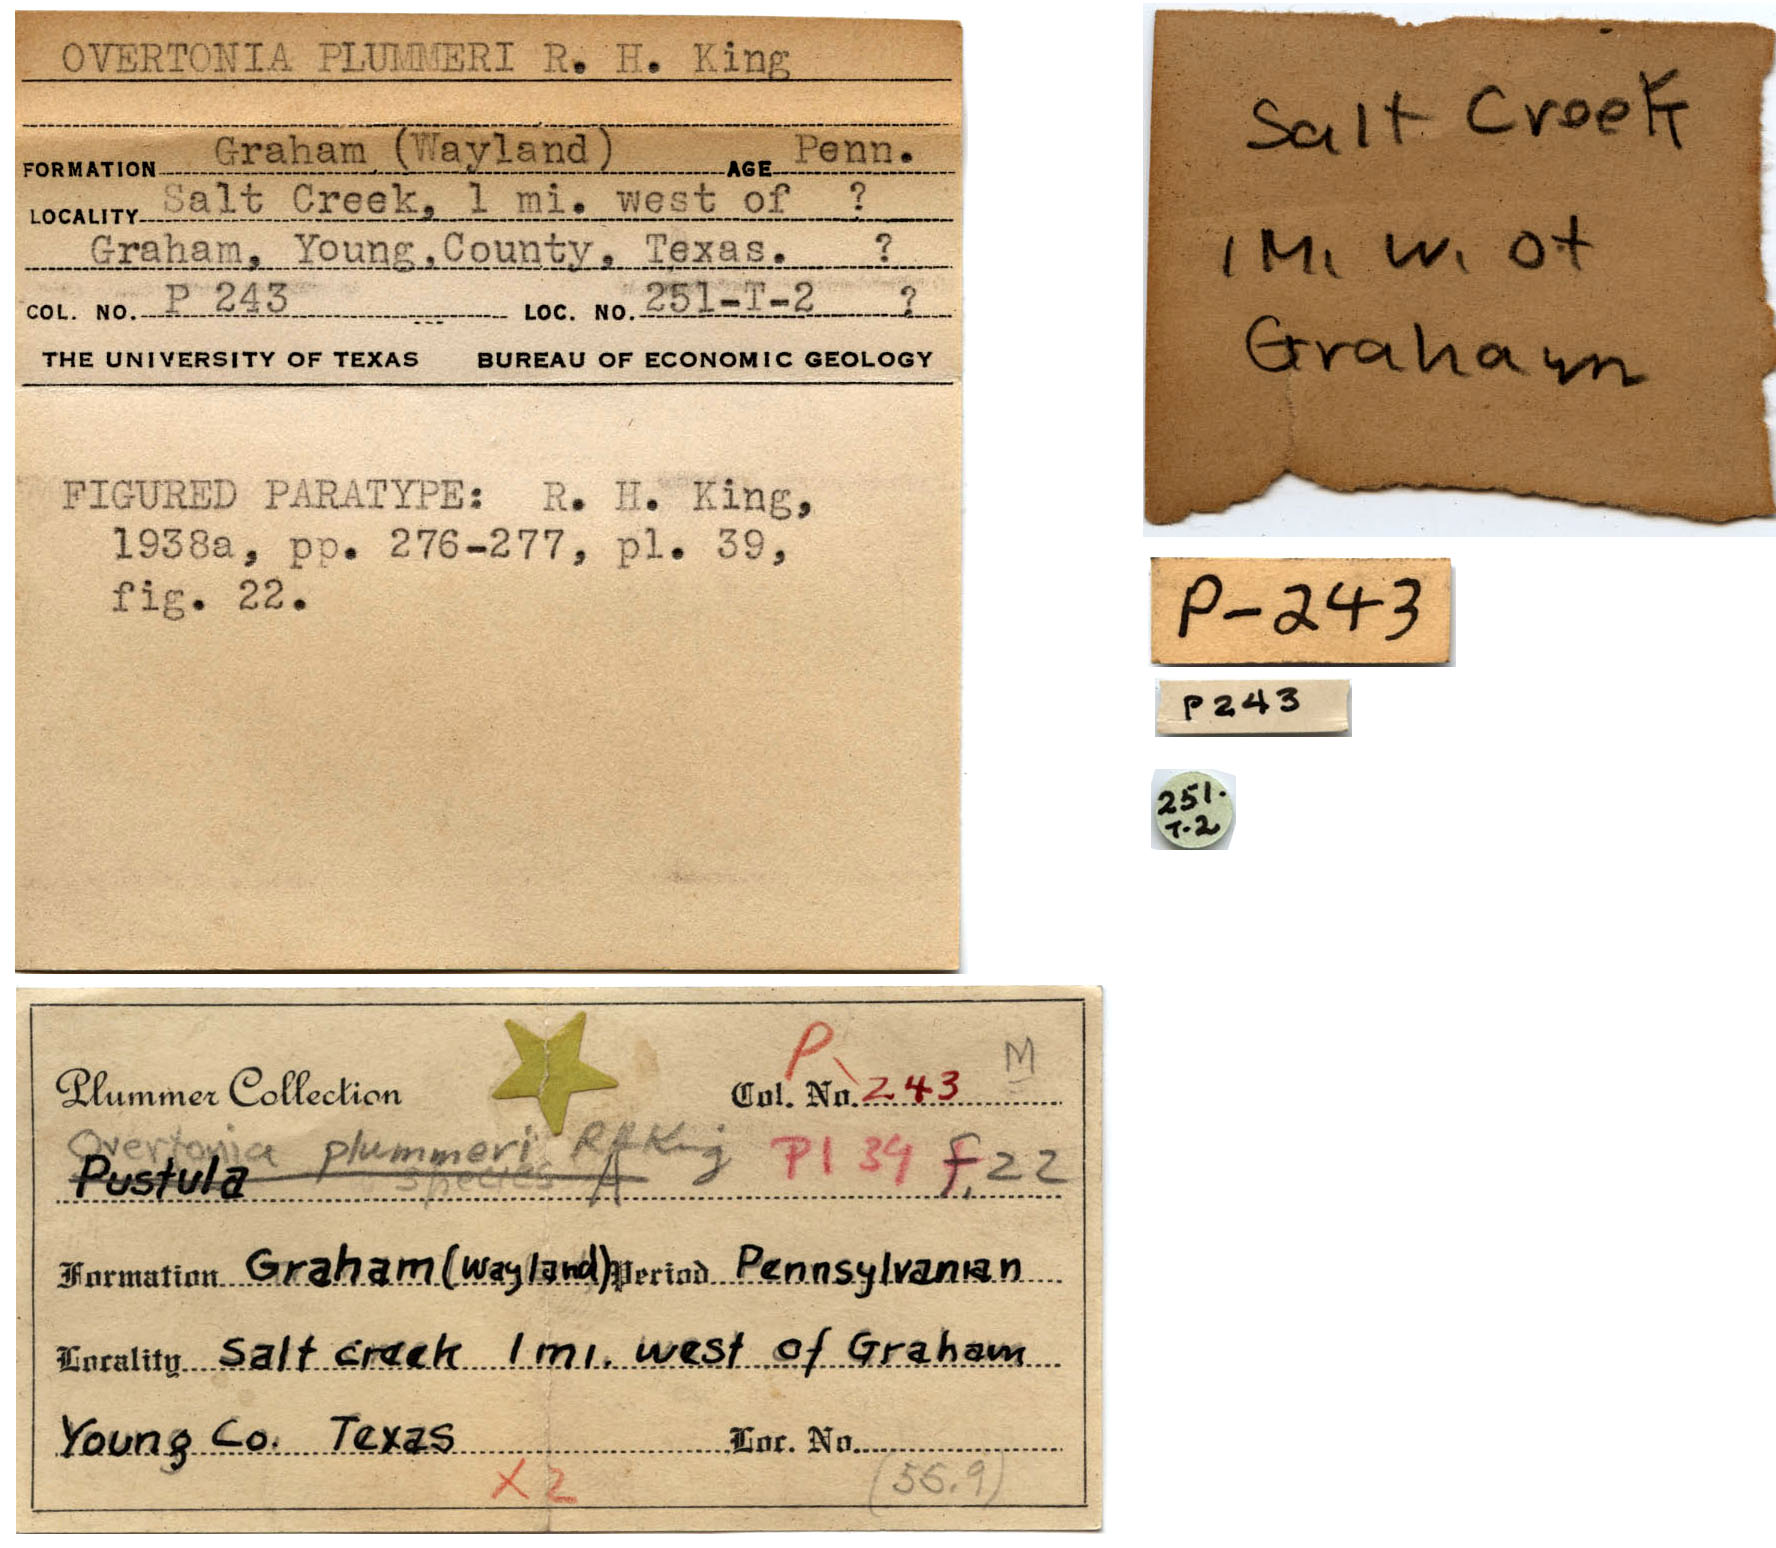 OVERTONIA PLUMMERI R. H. King
FORMATION Graham (Wayland) AGE Penn.
LOCALITY Salt Creek, 1 mi. west of ?
Graham, Young County, Texas. ?
COL. NO. P 243 LOC. NO. 251-T-2 ?
THE UNIVERSITY OF TEXAS BUREAU OF ECONOMIC GEOLOGY
FIGURED PARATYPE: R. H. King,
1938a, pp. 276-277, pl. 39,
fig. 22.
Salt Creek
1 Mi. W. of
Graham
P-243
P243
251.
T-2
P M
Plummer Collection Col. No. 243
Overtonia plummeri R H King Pl 39 f. 22
Pustula species A
Formation Graham (Wayland) Period Pennsylvanian
Locality Salt creek 1 mi. west of Graham
Young Co. Texas Loc. No.
X 2 (56.9)